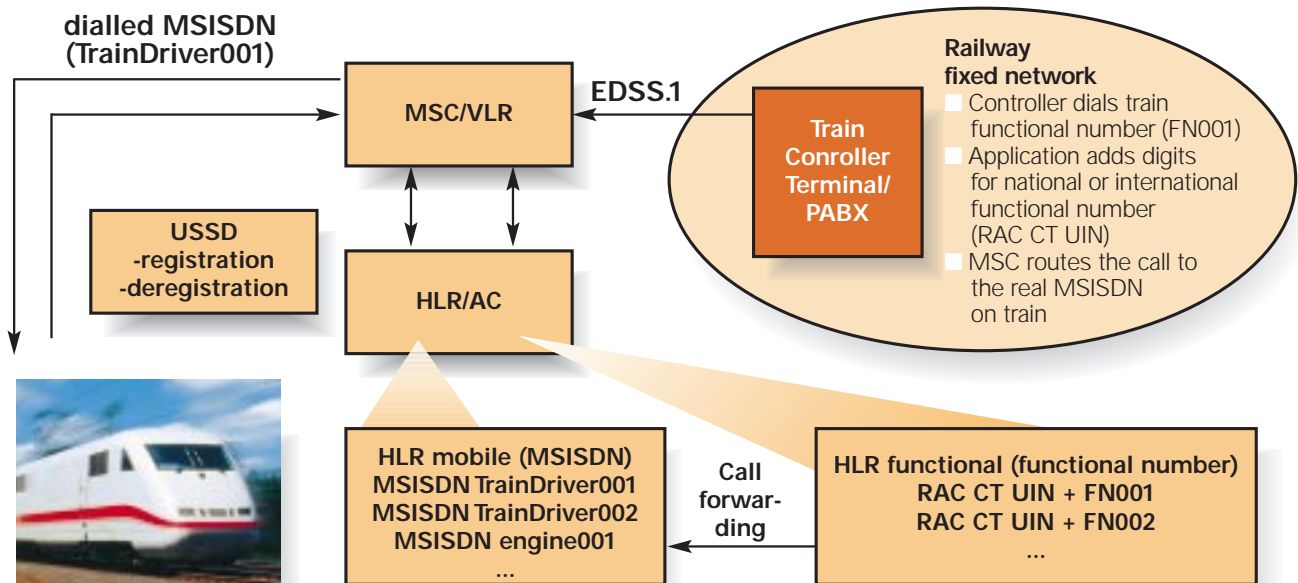 dialled MSISDN
(TrainDriver001)
MSC/VLR
EDSS.1
Train
Conroller
Terminal/
PABX
Railway
fixed network
Controller dials train
functional number (FN001)
Application adds digits
for national or international
functional number
(RAC CT UIN)
MSC routes the call to
the real MSISDN
on train
USSD
-registration
-deregistration
HLR/AC
HLR mobile (MSISDN)
MSISDN TrainDriver001
MSISDN TrainDriver002
MSISDN engine001
...
Call
forwar-
ding
HLR functional (functional number)
RAC CT UIN + FN001
RAC CT UIN + FN002
...